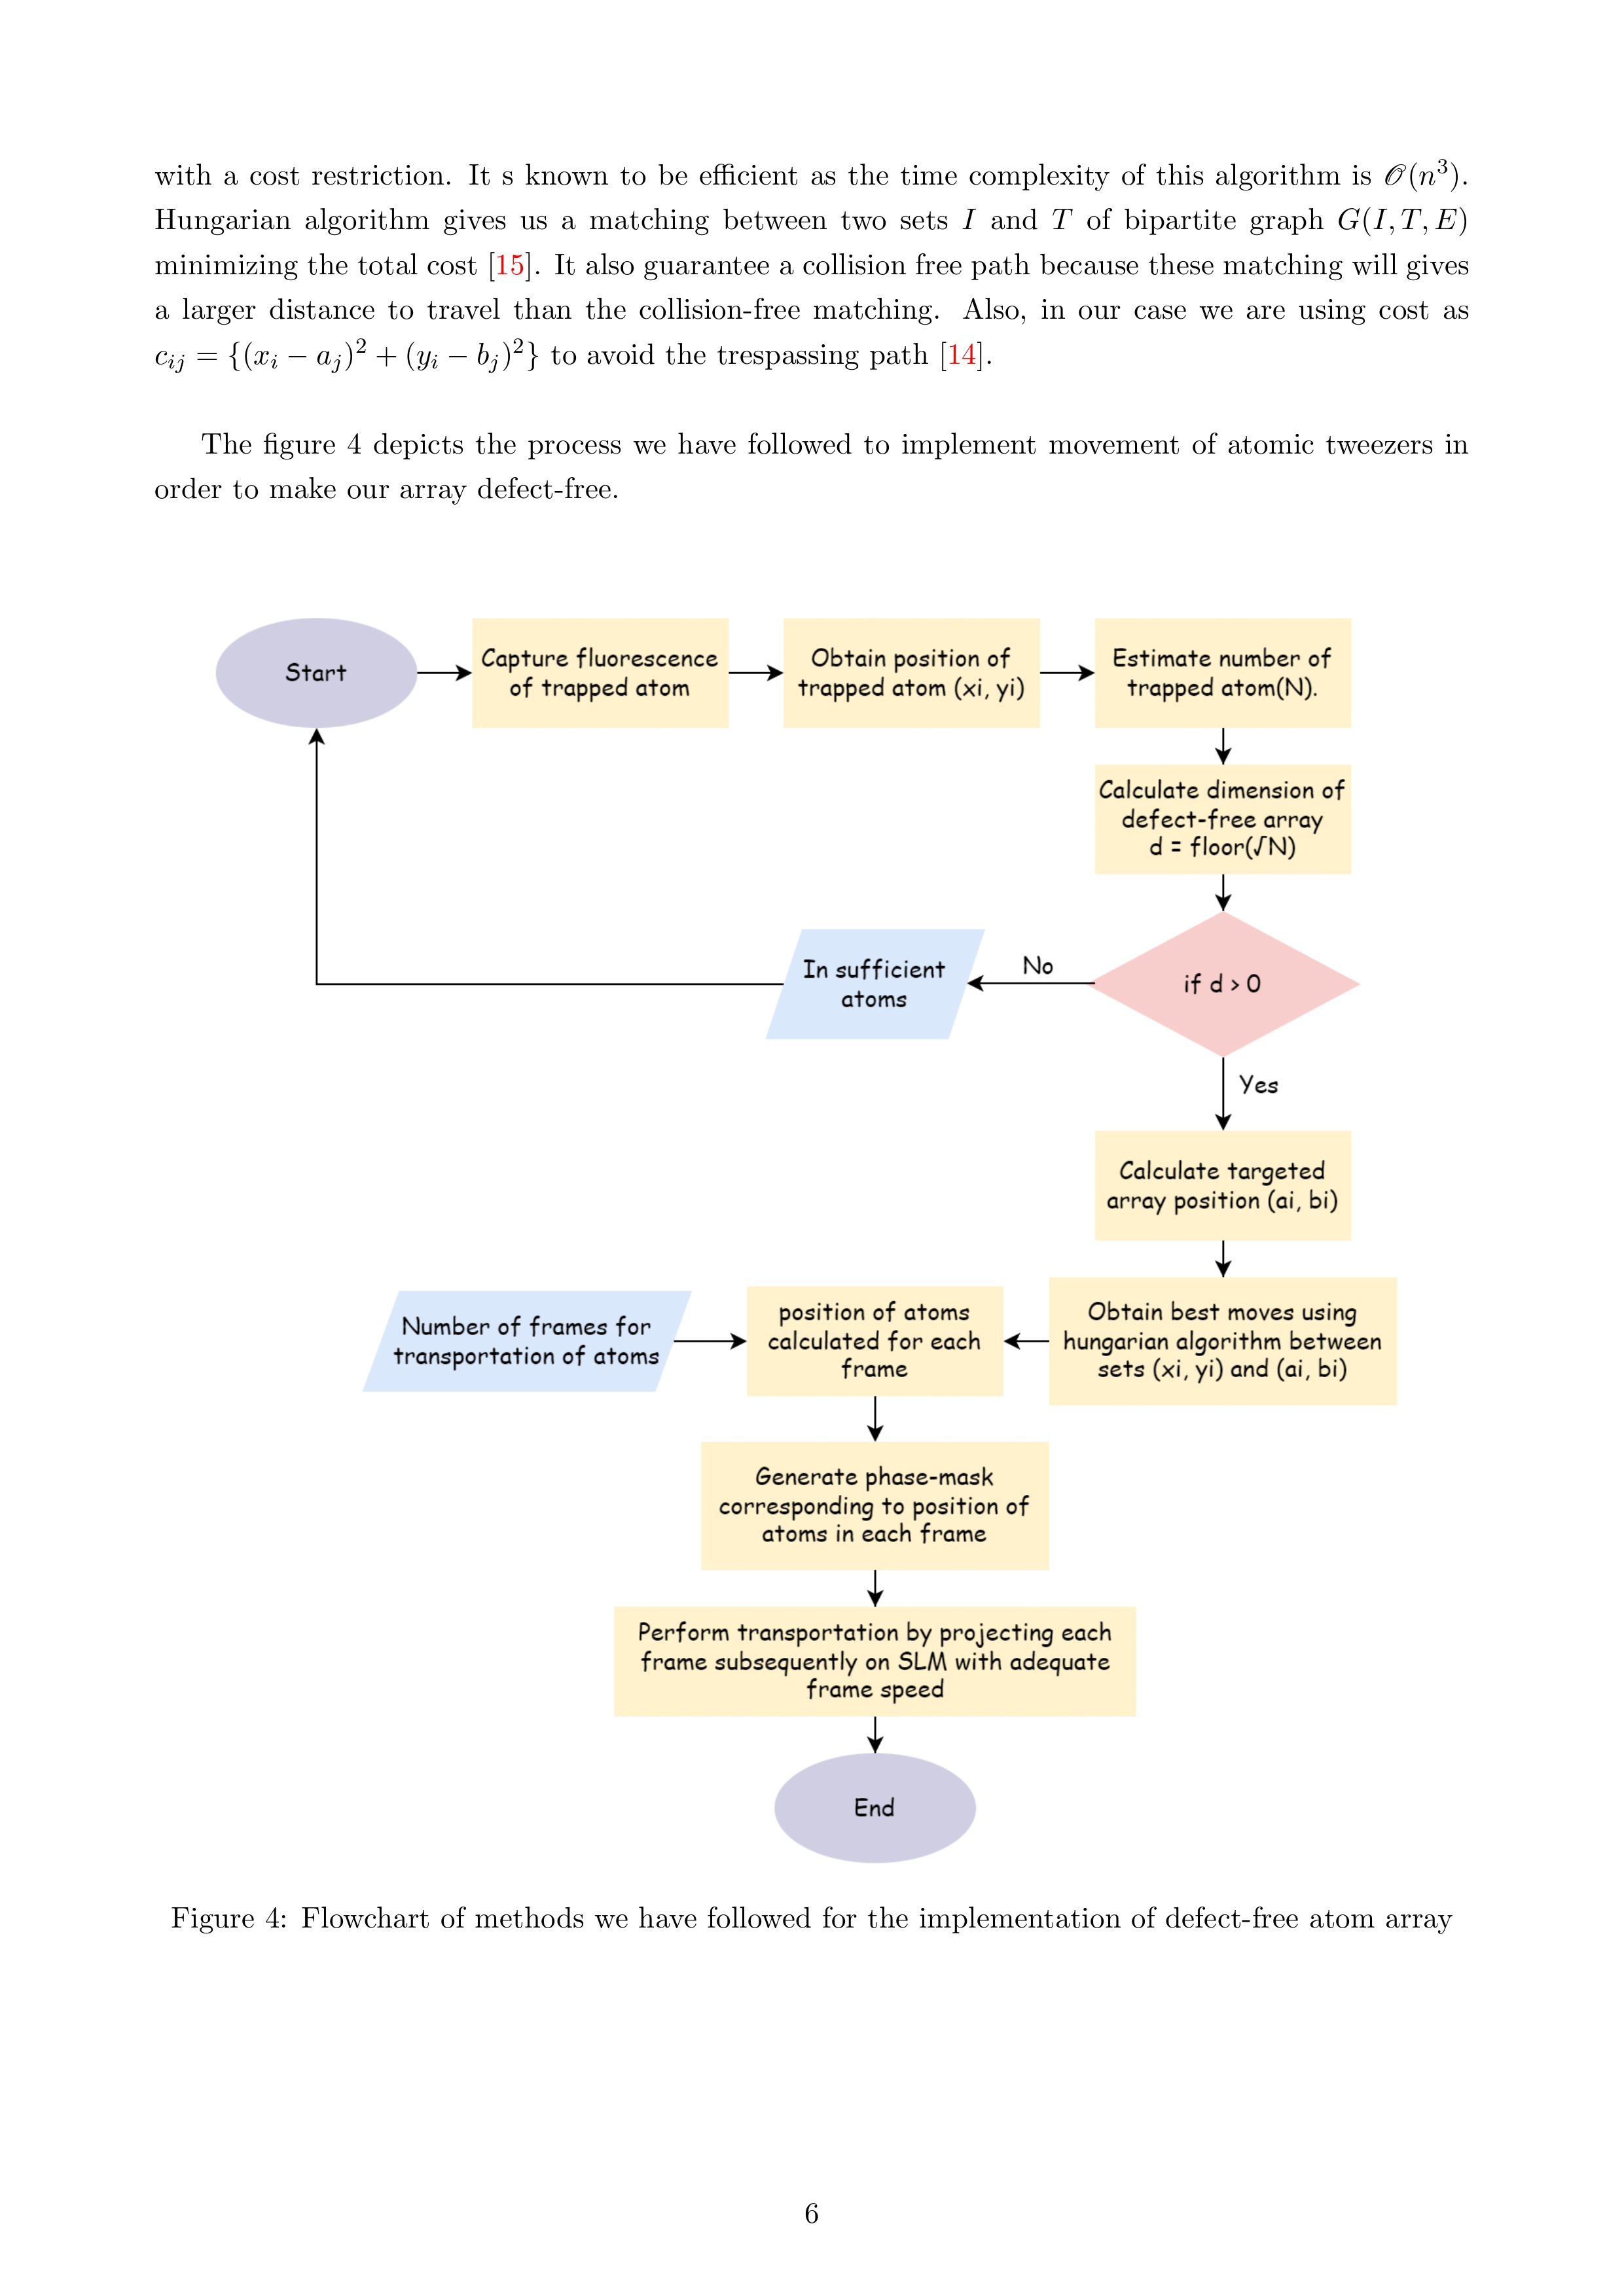 with a cost restriction. It s known to be efficient as the time complexity of this algorithm is 𝒪(n³).
Hungarian algorithm gives us a matching between two sets I and T of bipartite graph G(I, T, E)
minimizing the total cost [15]. It also guarantee a collision free path because these matching will gives
a larger distance to travel than the collision-free matching. Also, in our case we are using cost as
cᵢⱼ = {(xᵢ − aⱼ)² + (yᵢ − bⱼ)²} to avoid the trespassing path [14].
The figure 4 depicts the process we have followed to implement movement of atomic tweezers in
order to make our array defect-free.
Start
Capture fluorescence
of trapped atom
Obtain position of
trapped atom (xi, yi)
Estimate number of
trapped atom(N).
Calculate dimension of
defect-free array
d = floor(√N)
if d > 0
No
In sufficient
atoms
Yes
Calculate targeted
array position (ai, bi)
Obtain best moves using
hungarian algorithm between
sets (xi, yi) and (ai, bi)
Number of frames for
transportation of atoms
position of atoms
calculated for each
frame
Generate phase-mask
corresponding to position of
atoms in each frame
Perform transportation by projecting each
frame subsequently on SLM with adequate
frame speed
End
Figure 4: Flowchart of methods we have followed for the implementation of defect-free atom array
6